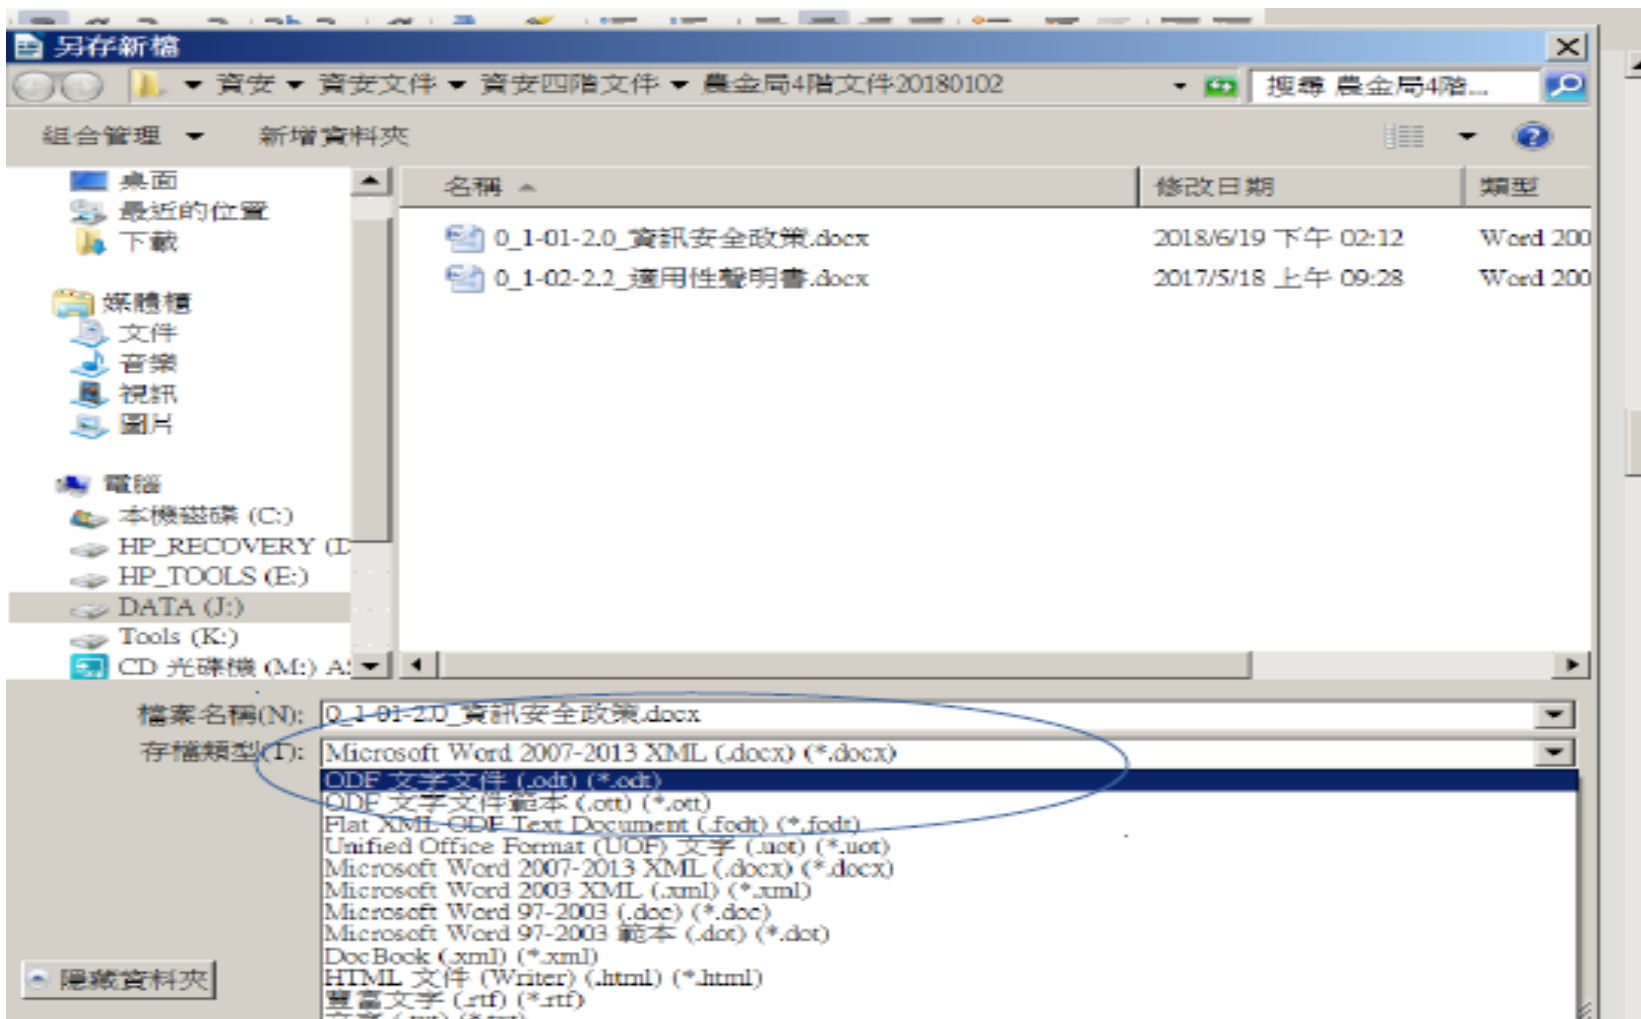 另存新檔
資安 資安文件 資安四階文件 農金局4階文件20180102 搜尋 農金局4階...
組合管理 新增資料夾
桌面
最近的位置
下載
媒體櫃
文件
音樂
視訊
圖片
電腦
本機磁碟 (C:)
HP_RECOVERY (D
HP_TOOLS (E:)
DATA (J:)
Tools (K:)
CD 光碟機 (M:) A
名稱 修改日期 類型
0_1-01-2.0_資訊安全政策.docx 2018/6/19 下午 02:12 Word 200
0_1-02-2.2_適用性聲明書.docx 2017/5/18 上午 09:28 Word 200
檔案名稱(N): 0_1-01-2.0_資訊安全政策.docx
存檔類型(T): Microsoft Word 2007-2013 XML (.docx) (*.docx)
ODF 文字文件 (.odt) (*.odt)
ODF 文字文件範本 (.ott) (*.ott)
Flat XML ODF Text Document (.fodt) (*.fodt)
Unified Office Format (UOF) 文字 (.uot) (*.uot)
Microsoft Word 2007-2013 XML (.docx) (*.docx)
Microsoft Word 2003 XML (.xml) (*.xml)
Microsoft Word 97-2003 (.doc) (*.doc)
Microsoft Word 97-2003 範本 (.dot) (*.dot)
DocBook (.xml) (*.xml)
HTML 文件 (Writer) (.html) (*.html)
豐富文字 (.rtf) (*.rtf)
隱藏資料夾